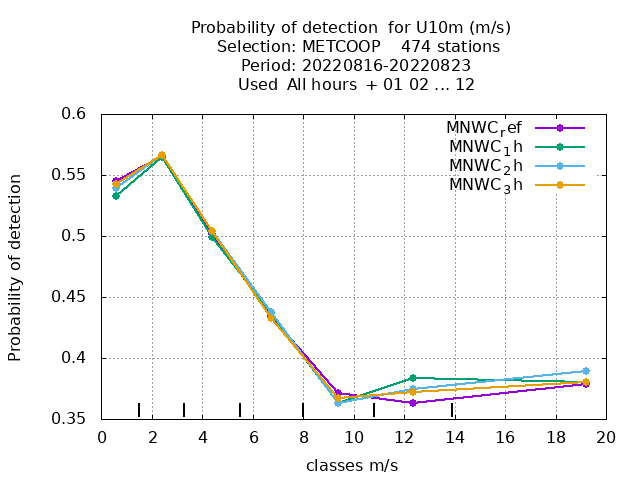 Probability of detection for U10m (m/s)
Selection: METCOOP 474 stations
Period: 20220816-20220823
Used All hours + 01 02 ... 12
0.6
0.55
0.5
0.45
0.4
0.35
Probability of detection
MNWC_ref
MNWC_1h
MNWC_2h
MNWC_3h
0 2 4 6 8 10 12 14 16 18 20
classes m/s